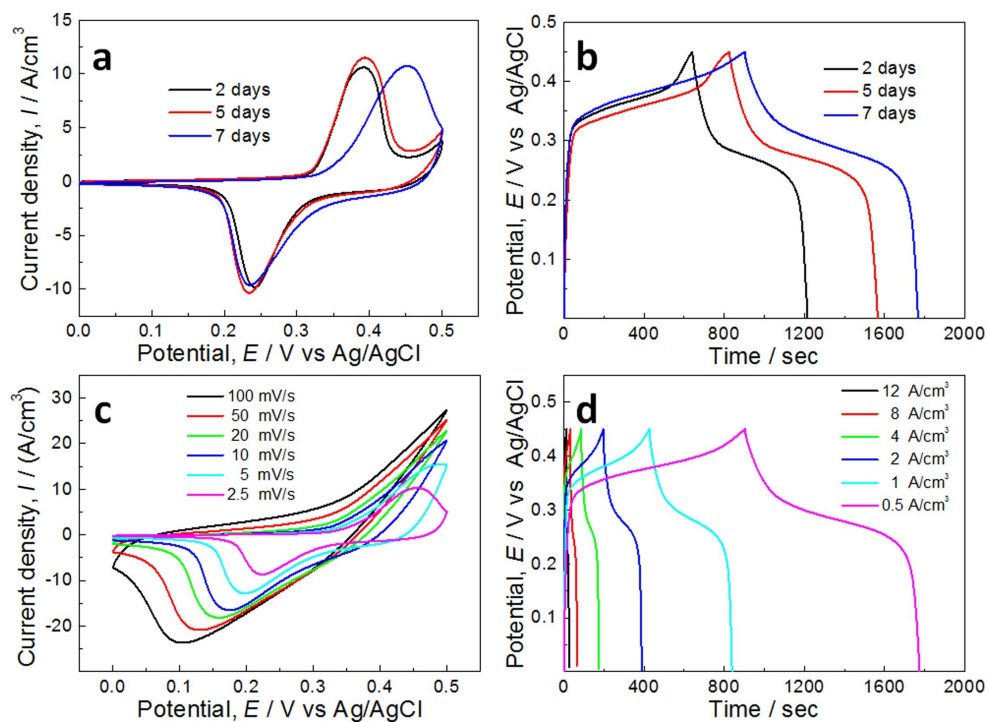 a
15
10
5
0
-5
-10
0.0 0.1 0.2 0.3 0.4 0.5
Current density, I / A/cm³
Potential, E / V vs Ag/AgCl
2 days
5 days
7 days
b
0.5
0.4
0.3
0.2
0.1
0 400 800 1200 1600 2000
Potential, E / V vs Ag/AgCl
Time / sec
2 days
5 days
7 days
c
30
20
10
0
-10
-20
0.0 0.1 0.2 0.3 0.4 0.5
Current density, I / (A/cm³)
Potential, E / V vs Ag/AgCl
100 mV/s
50 mV/s
20 mV/s
10 mV/s
5 mV/s
2.5 mV/s
d
0.5
0.4
0.3
0.2
0.1
0 400 800 1200 1600 2000
Potential, E / V vs Ag/AgCl
Time / sec
12 A/cm³
8 A/cm³
4 A/cm³
2 A/cm³
1 A/cm³
0.5 A/cm³